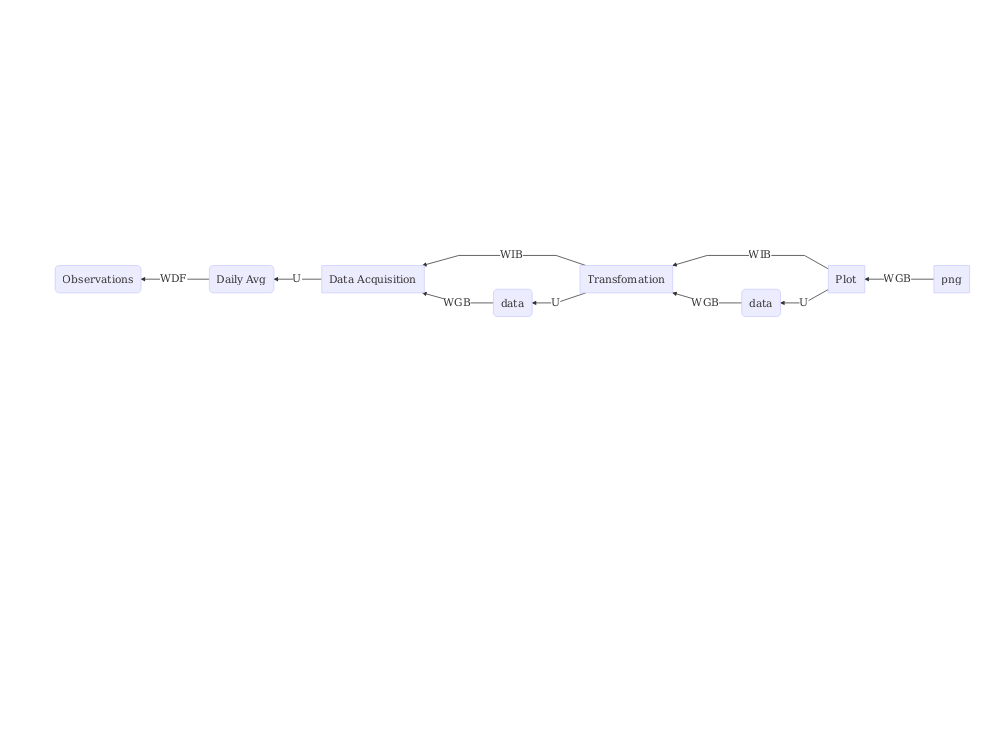 WIB
WIB
Observations
WDF
Daily Avg
U
Data Acquisition
Transfomation
Plot
WGB
png
WGB
data
U
WGB
data
U